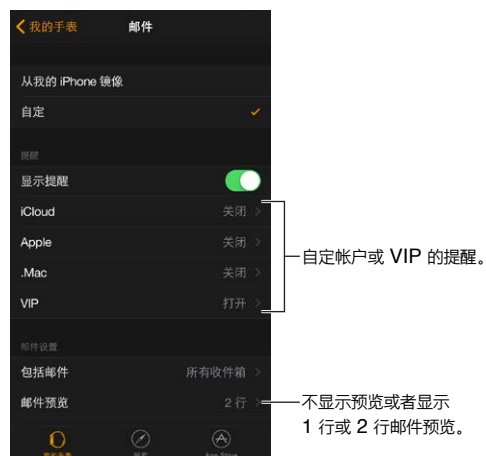 我的手表 邮件
从我的 iPhone 镜像
自定
提醒
显示提醒
iCloud 关闭
Apple 关闭
.Mac 关闭
VIP 打开
自定帐户或 VIP 的提醒。
邮件设置
包括邮件 所有收件箱
邮件预览 2 行
不显示预览或者显示
1 行或 2 行邮件预览。
我的手表 App Store